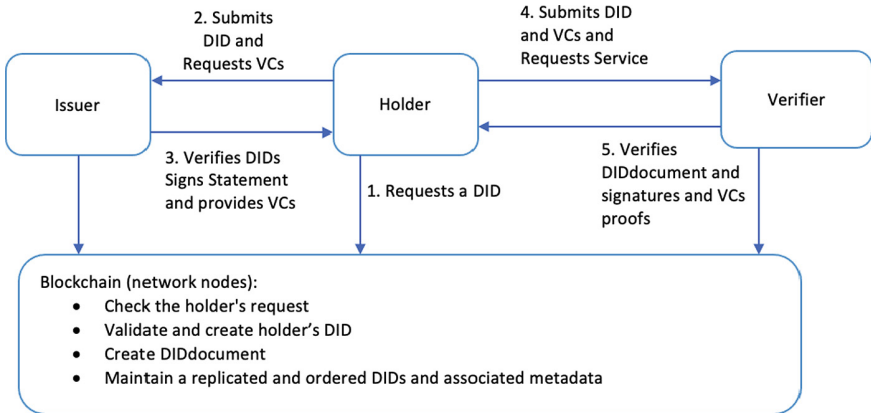 2. Submits
DID and
Requests VCs
4. Submits DID
and VCs and
Requests Service
Issuer
Holder
Verifier
3. Verifies DIDs
Signs Statement
and provides VCs
1. Requests a DID
5. Verifies
DIDdocument and
signatures and VCs
proofs
Blockchain (network nodes):
• Check the holder's request
• Validate and create holder’s DID
• Create DIDdocument
• Maintain a replicated and ordered DIDs and associated metadata